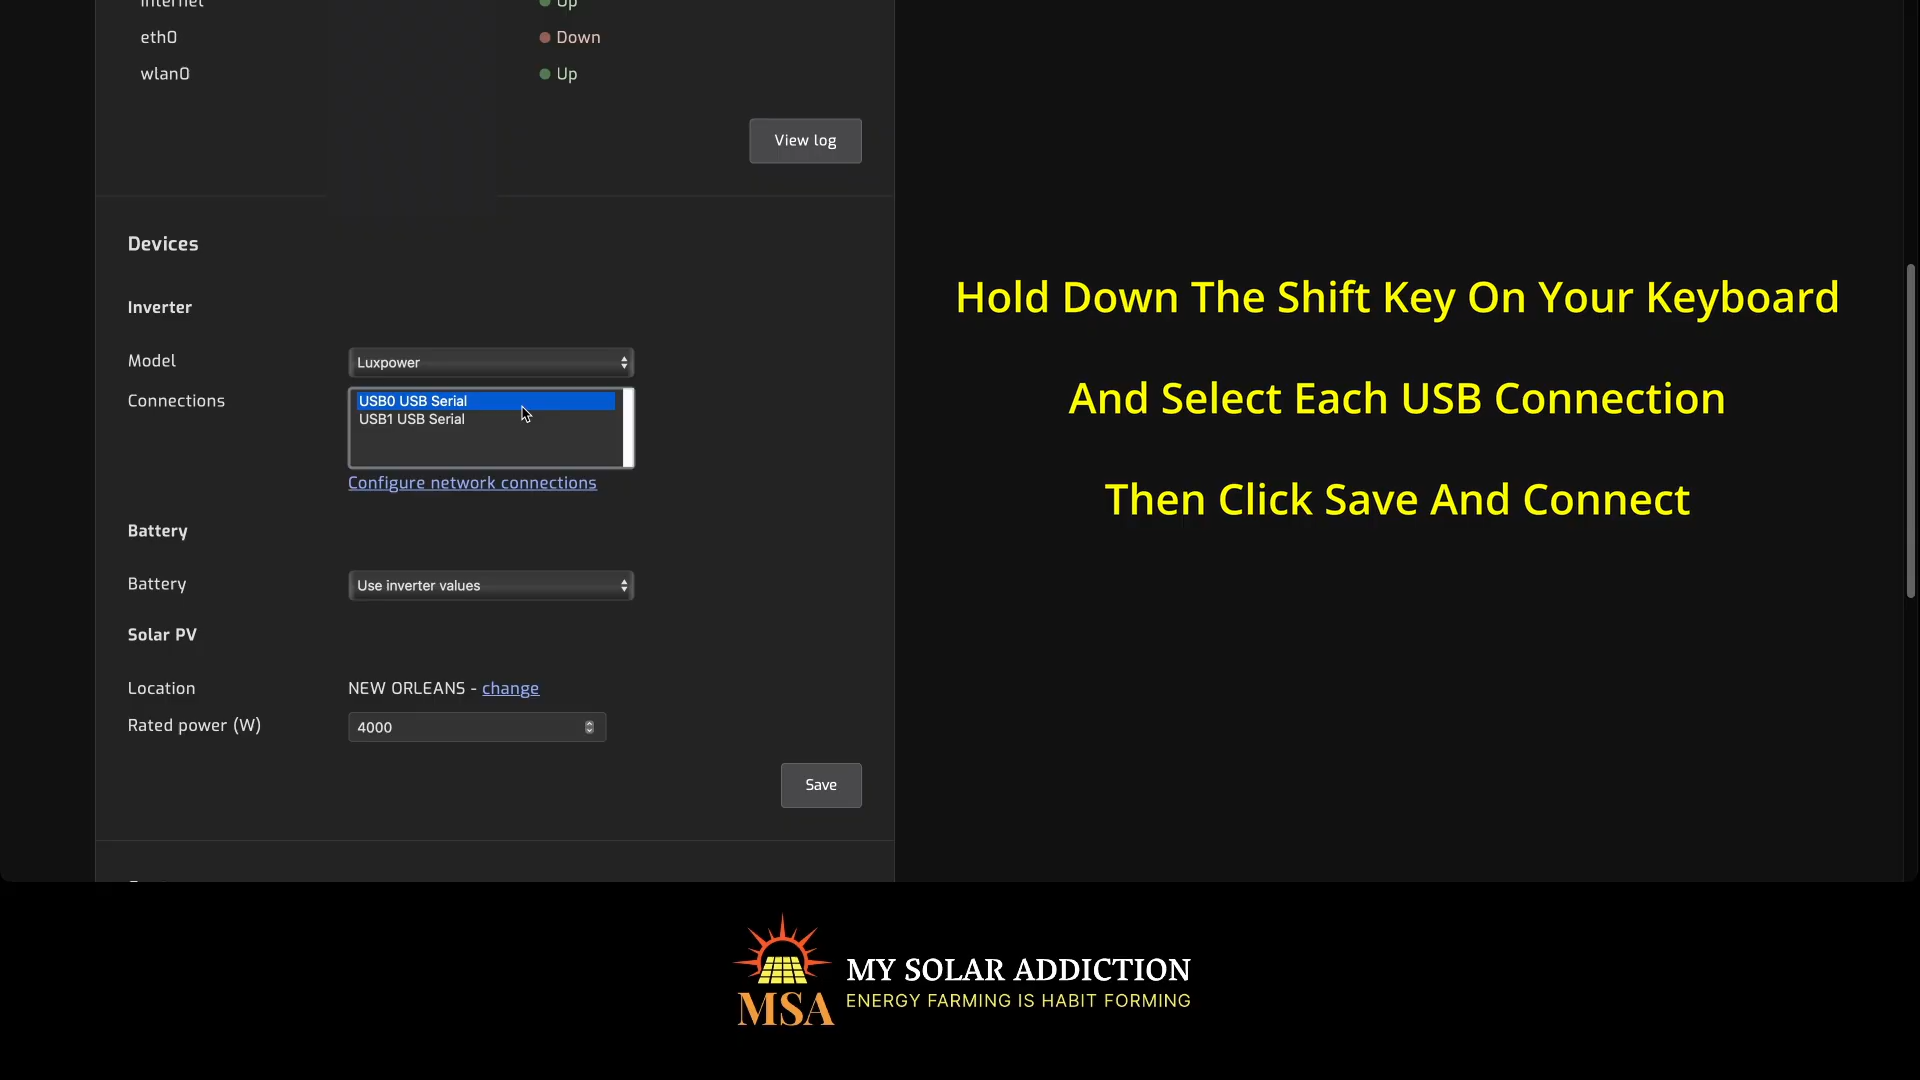 internet
Up
eth0
Down
wlan0
Up
View log
Devices
Inverter
Model
Luxpower
Connections
USB0 USB Serial
USB1 USB Serial
Configure network connections
Battery
Battery
Use inverter values
Solar PV
Location
NEW ORLEANS - change
Rated power (W)
4000
Save
Hold Down The Shift Key On Your Keyboard
And Select Each USB Connection
Then Click Save And Connect
MSA
MY SOLAR ADDICTION
ENERGY FARMING IS HABIT FORMING